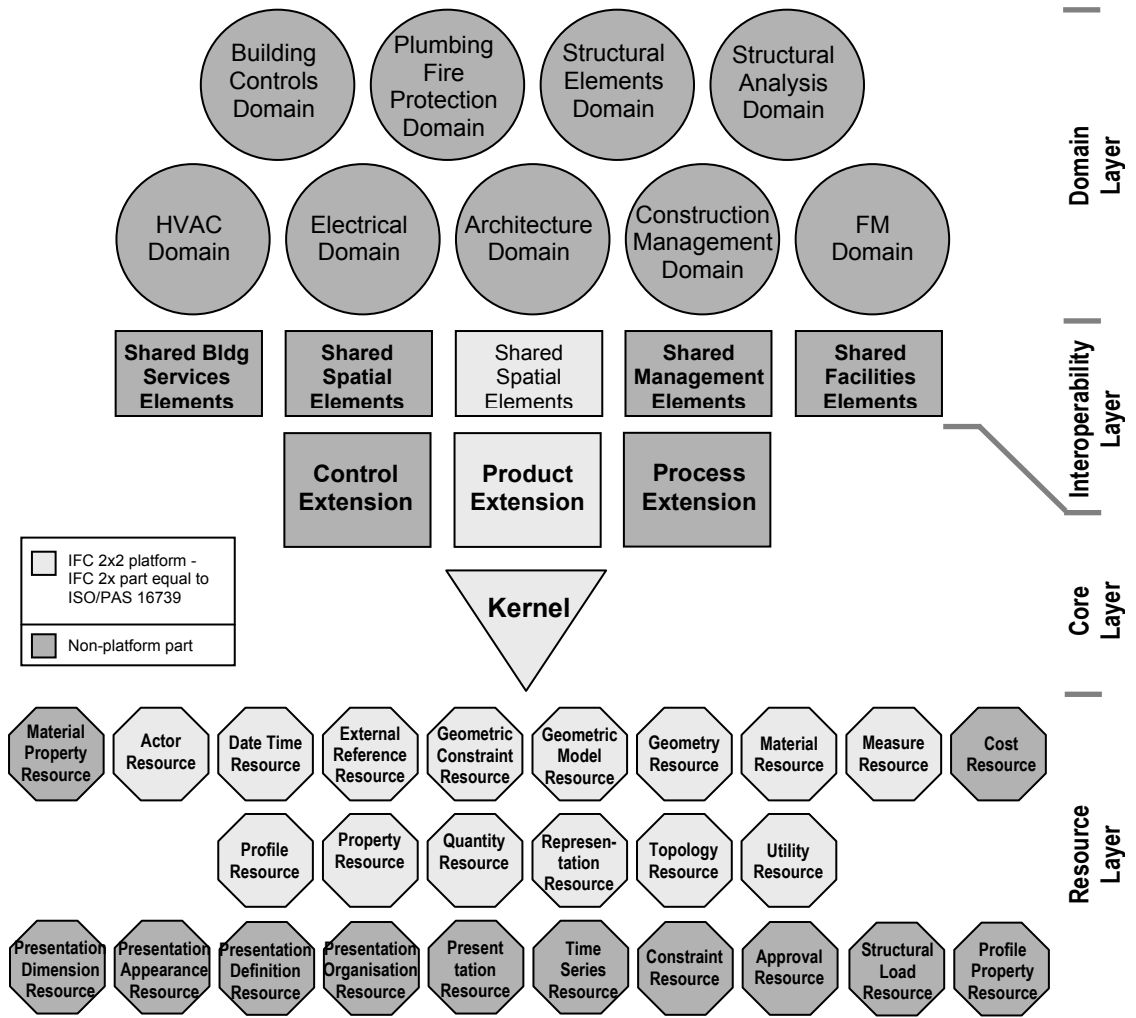 Building
Controls
Domain
Plumbing
Fire
Protection
Domain
Structural
Elements
Domain
Structural
Analysis
Domain
Domain
Layer
HVAC
Domain
Electrical
Domain
Architecture
Domain
Construction
Management
Domain
FM
Domain
Shared Bldg
Services
Elements
Shared
Spatial
Elements
Shared
Spatial
Elements
Shared
Management
Elements
Shared
Facilities
Elements
Interoperability
Layer
Control
Extension
Product
Extension
Process
Extension
IFC 2x2 platform -
IFC 2x part equal to
ISO/PAS 16739
Non-platform part
Kernel
Core
Layer
Material
Property
Resource
Actor
Resource
Date Time
Resource
External
Reference
Resource
Geometric
Constraint
Resource
Geometric
Model
Resource
Geometry
Resource
Material
Resource
Measure
Resource
Cost
Resource
Profile
Resource
Property
Resource
Quantity
Resource
Represen-
tation
Resource
Topology
Resource
Utility
Resource
Resource
Layer
Presentation
Dimension
Resource
Presentation
Appearance
Resource
Presentation
Definition
Resource
Presentation
Organisation
Resource
Present
tation
Resource
Time
Series
Resource
Constraint
Resource
Approval
Resource
Structural
Load
Resource
Profile
Property
Resource